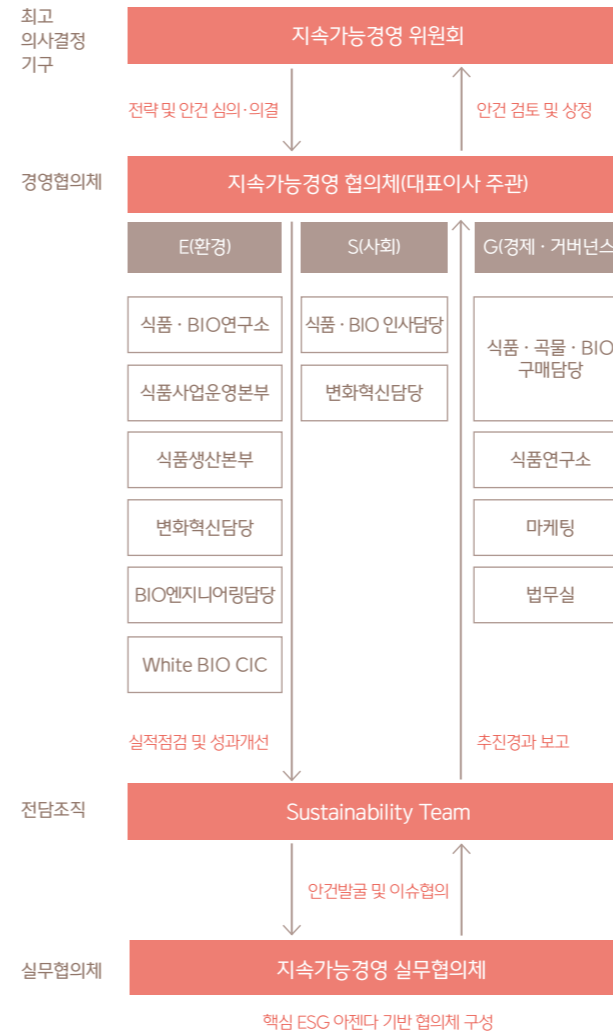 최고
의사결정
기구
지속가능경영 위원회
전략 및 안건 심의·의결
안건 검토 및 상정
경영협의체
지속가능경영 협의체(대표이사 주관)
E(환경)
S(사회)
G(경제 · 거버넌스
식품 · BIO연구소
식품사업운영본부
식품생산본부
변화혁신담당
BIO엔지니어링담당
White BIO CIC
식품 · BIO 인사담당
변화혁신담당
식품 · 곡물 · BIO
구매담당
식품연구소
마케팅
법무실
실적점검 및 성과개선
추진경과 보고
전담조직
Sustainability Team
안건발굴 및 이슈협의
실무협의체
지속가능경영 실무협의체
핵심 ESG 아젠다 기반 협의체 구성